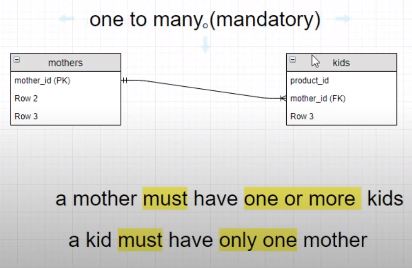 one to many (mandatory)
mothers
mother_id (PK)
Row 2
Row 3
kids
product_id
mother_id (FK)
Row 3
a mother must have one or more kids
a kid must have only one mother